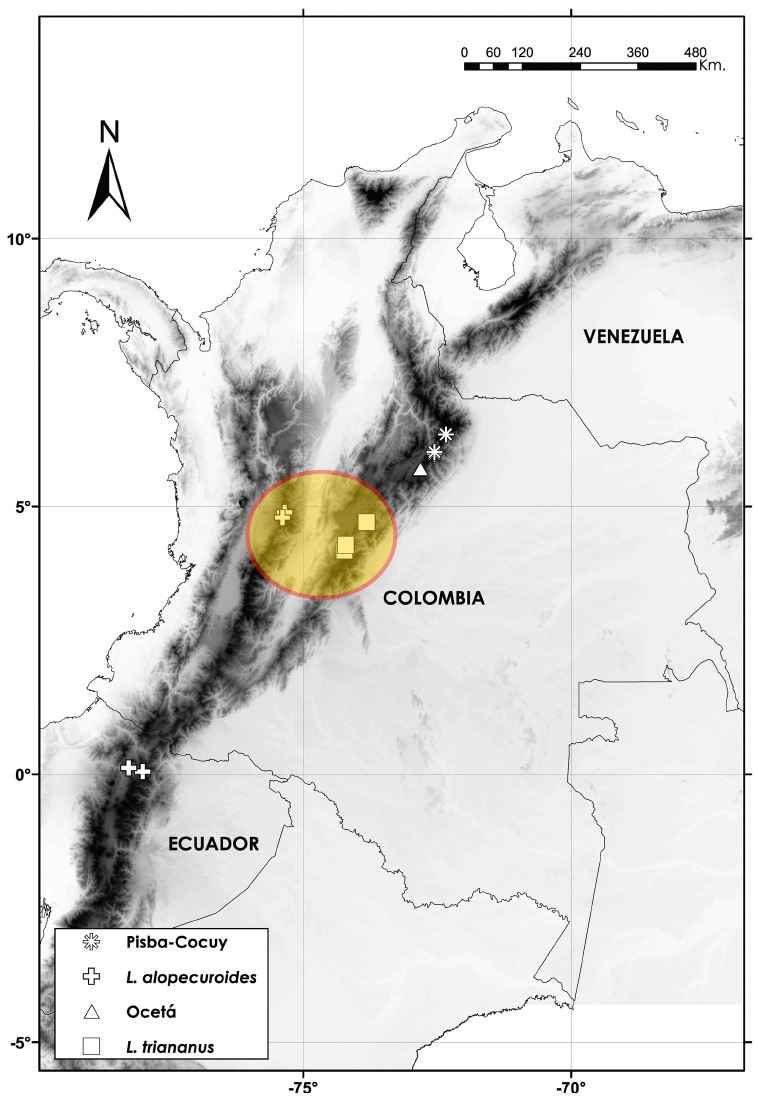 0 60 120 240 360 480
Km.
N
10°
VENEZUELA
5°
COLOMBIA
0°
ECUADOR
Pisba-Cocuy
L. alopecuroides
Ocetá
L. triananus
-5°
-75° -70°